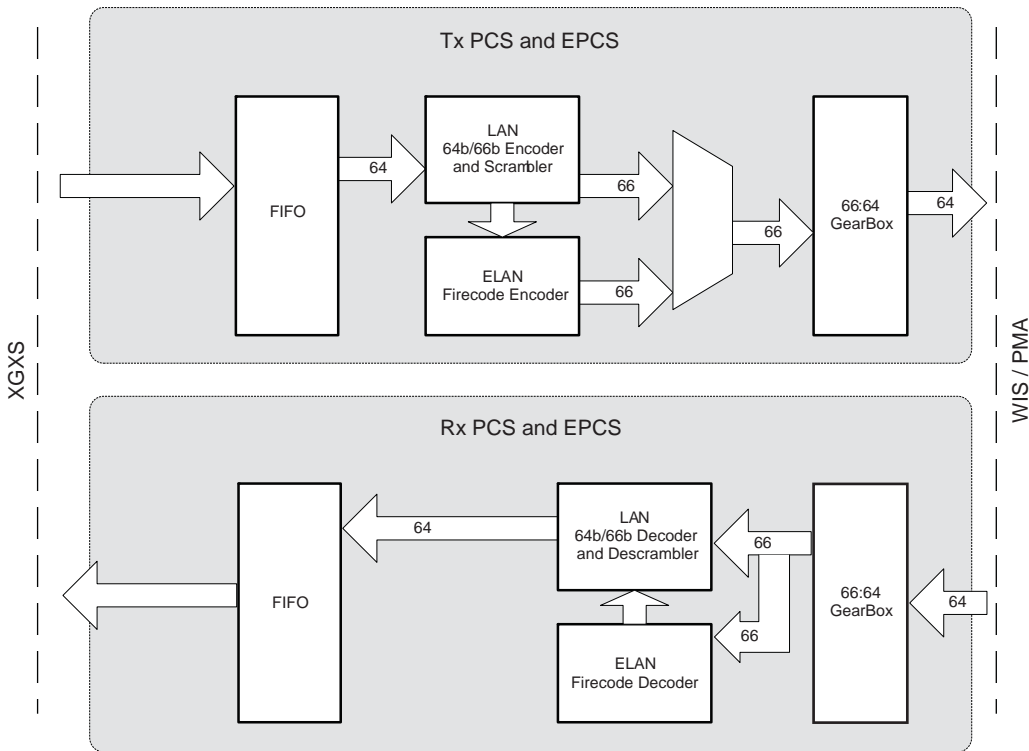 Tx PCS and EPCS
XGXS
FIFO
64
LAN
64b/66b Encoder
and Scrambler
66
ELAN
Firecode Encoder
66
66
66:64
GearBox
64
WIS / PMA
Rx PCS and EPCS
FIFO
64
LAN
64b/66b Decoder
and Descrambler
66
ELAN
Firecode Decoder
66
66:64
GearBox
64